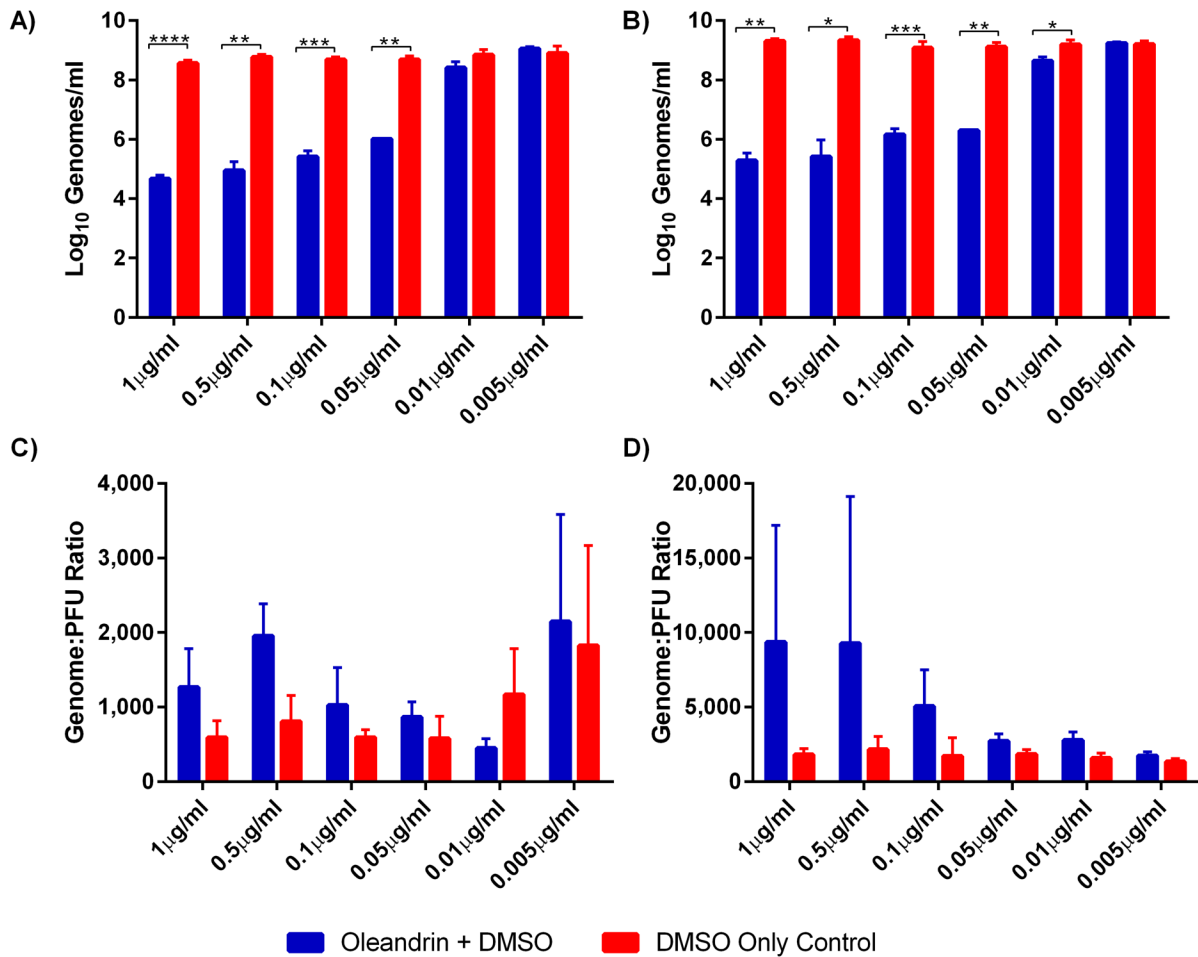 A)
Log10 Genomes/ml
10
8
6
4
2
0
**** ** *** **
1μg/ml 0.5μg/ml 0.1μg/ml 0.05μg/ml 0.01μg/ml 0.005μg/ml
B)
Log10 Genomes/ml
10
8
6
4
2
0
** * *** ** *
1μg/ml 0.5μg/ml 0.1μg/ml 0.05μg/ml 0.01μg/ml 0.005μg/ml
C)
Genome:PFU Ratio
4,000
3,000
2,000
1,000
0
1μg/ml 0.5μg/ml 0.1μg/ml 0.05μg/ml 0.01μg/ml 0.005μg/ml
D)
Genome:PFU Ratio
20,000
15,000
10,000
5,000
0
1μg/ml 0.5μg/ml 0.1μg/ml 0.05μg/ml 0.01μg/ml 0.005μg/ml
Oleandrin + DMSO DMSO Only Control